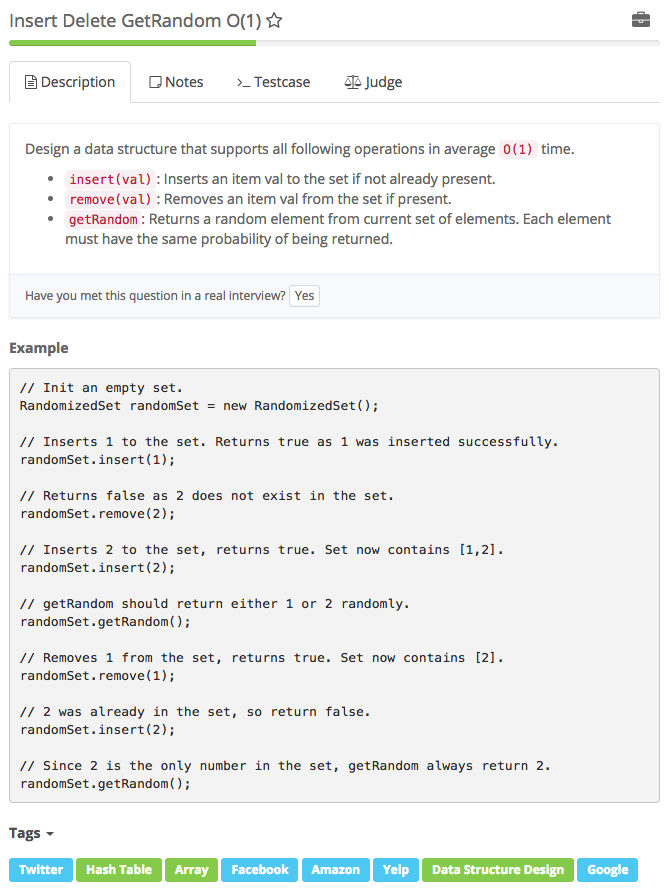 Insert Delete GetRandom O(1)
Description Notes >_ Testcase Judge
Design a data structure that supports all following operations in average O(1) time.
• insert(val) : Inserts an item val to the set if not already present.
• remove(val) : Removes an item val from the set if present.
• getRandom : Returns a random element from current set of elements. Each element
must have the same probability of being returned.
Have you met this question in a real interview? Yes
Example
// Init an empty set.
RandomizedSet randomSet = new RandomizedSet();
// Inserts 1 to the set. Returns true as 1 was inserted successfully.
randomSet.insert(1);
// Returns false as 2 does not exist in the set.
randomSet.remove(2);
// Inserts 2 to the set, returns true. Set now contains [1,2].
randomSet.insert(2);
// getRandom should return either 1 or 2 randomly.
randomSet.getRandom();
// Removes 1 from the set, returns true. Set now contains [2].
randomSet.remove(1);
// 2 was already in the set, so return false.
randomSet.insert(2);
// Since 2 is the only number in the set, getRandom always return 2.
randomSet.getRandom();
Tags
Twitter Hash Table Array Facebook Amazon Yelp Data Structure Design Google